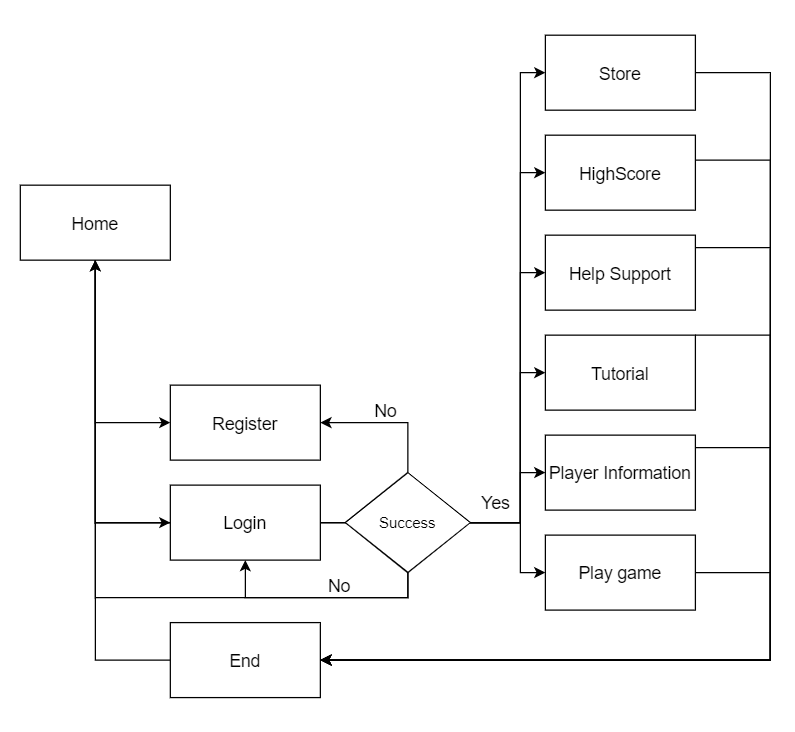 Store
HighScore
Home
Help Support
Tutorial
No
Register
Player Information
Yes
Login
Success
Play game
No
End